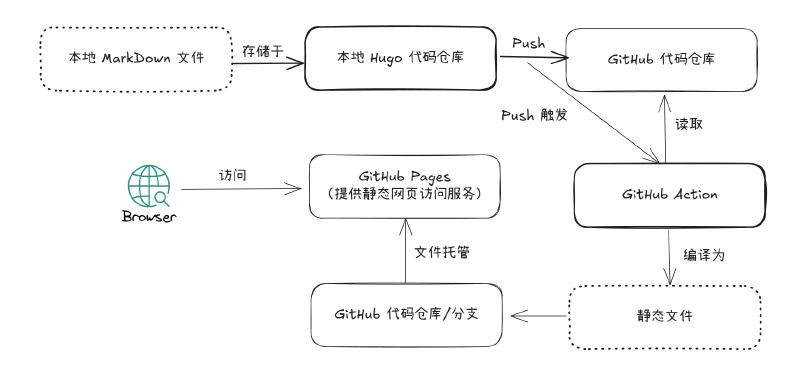 本地 MarkDown 文件
存储于
本地 Hugo 代码仓库
Push
GitHub 代码仓库
Push 触发
读取
GitHub Action
访问
Browser
GitHub Pages
（提供静态网页访问服务）
编译为
文件托管
GitHub 代码仓库/分支
静态文件